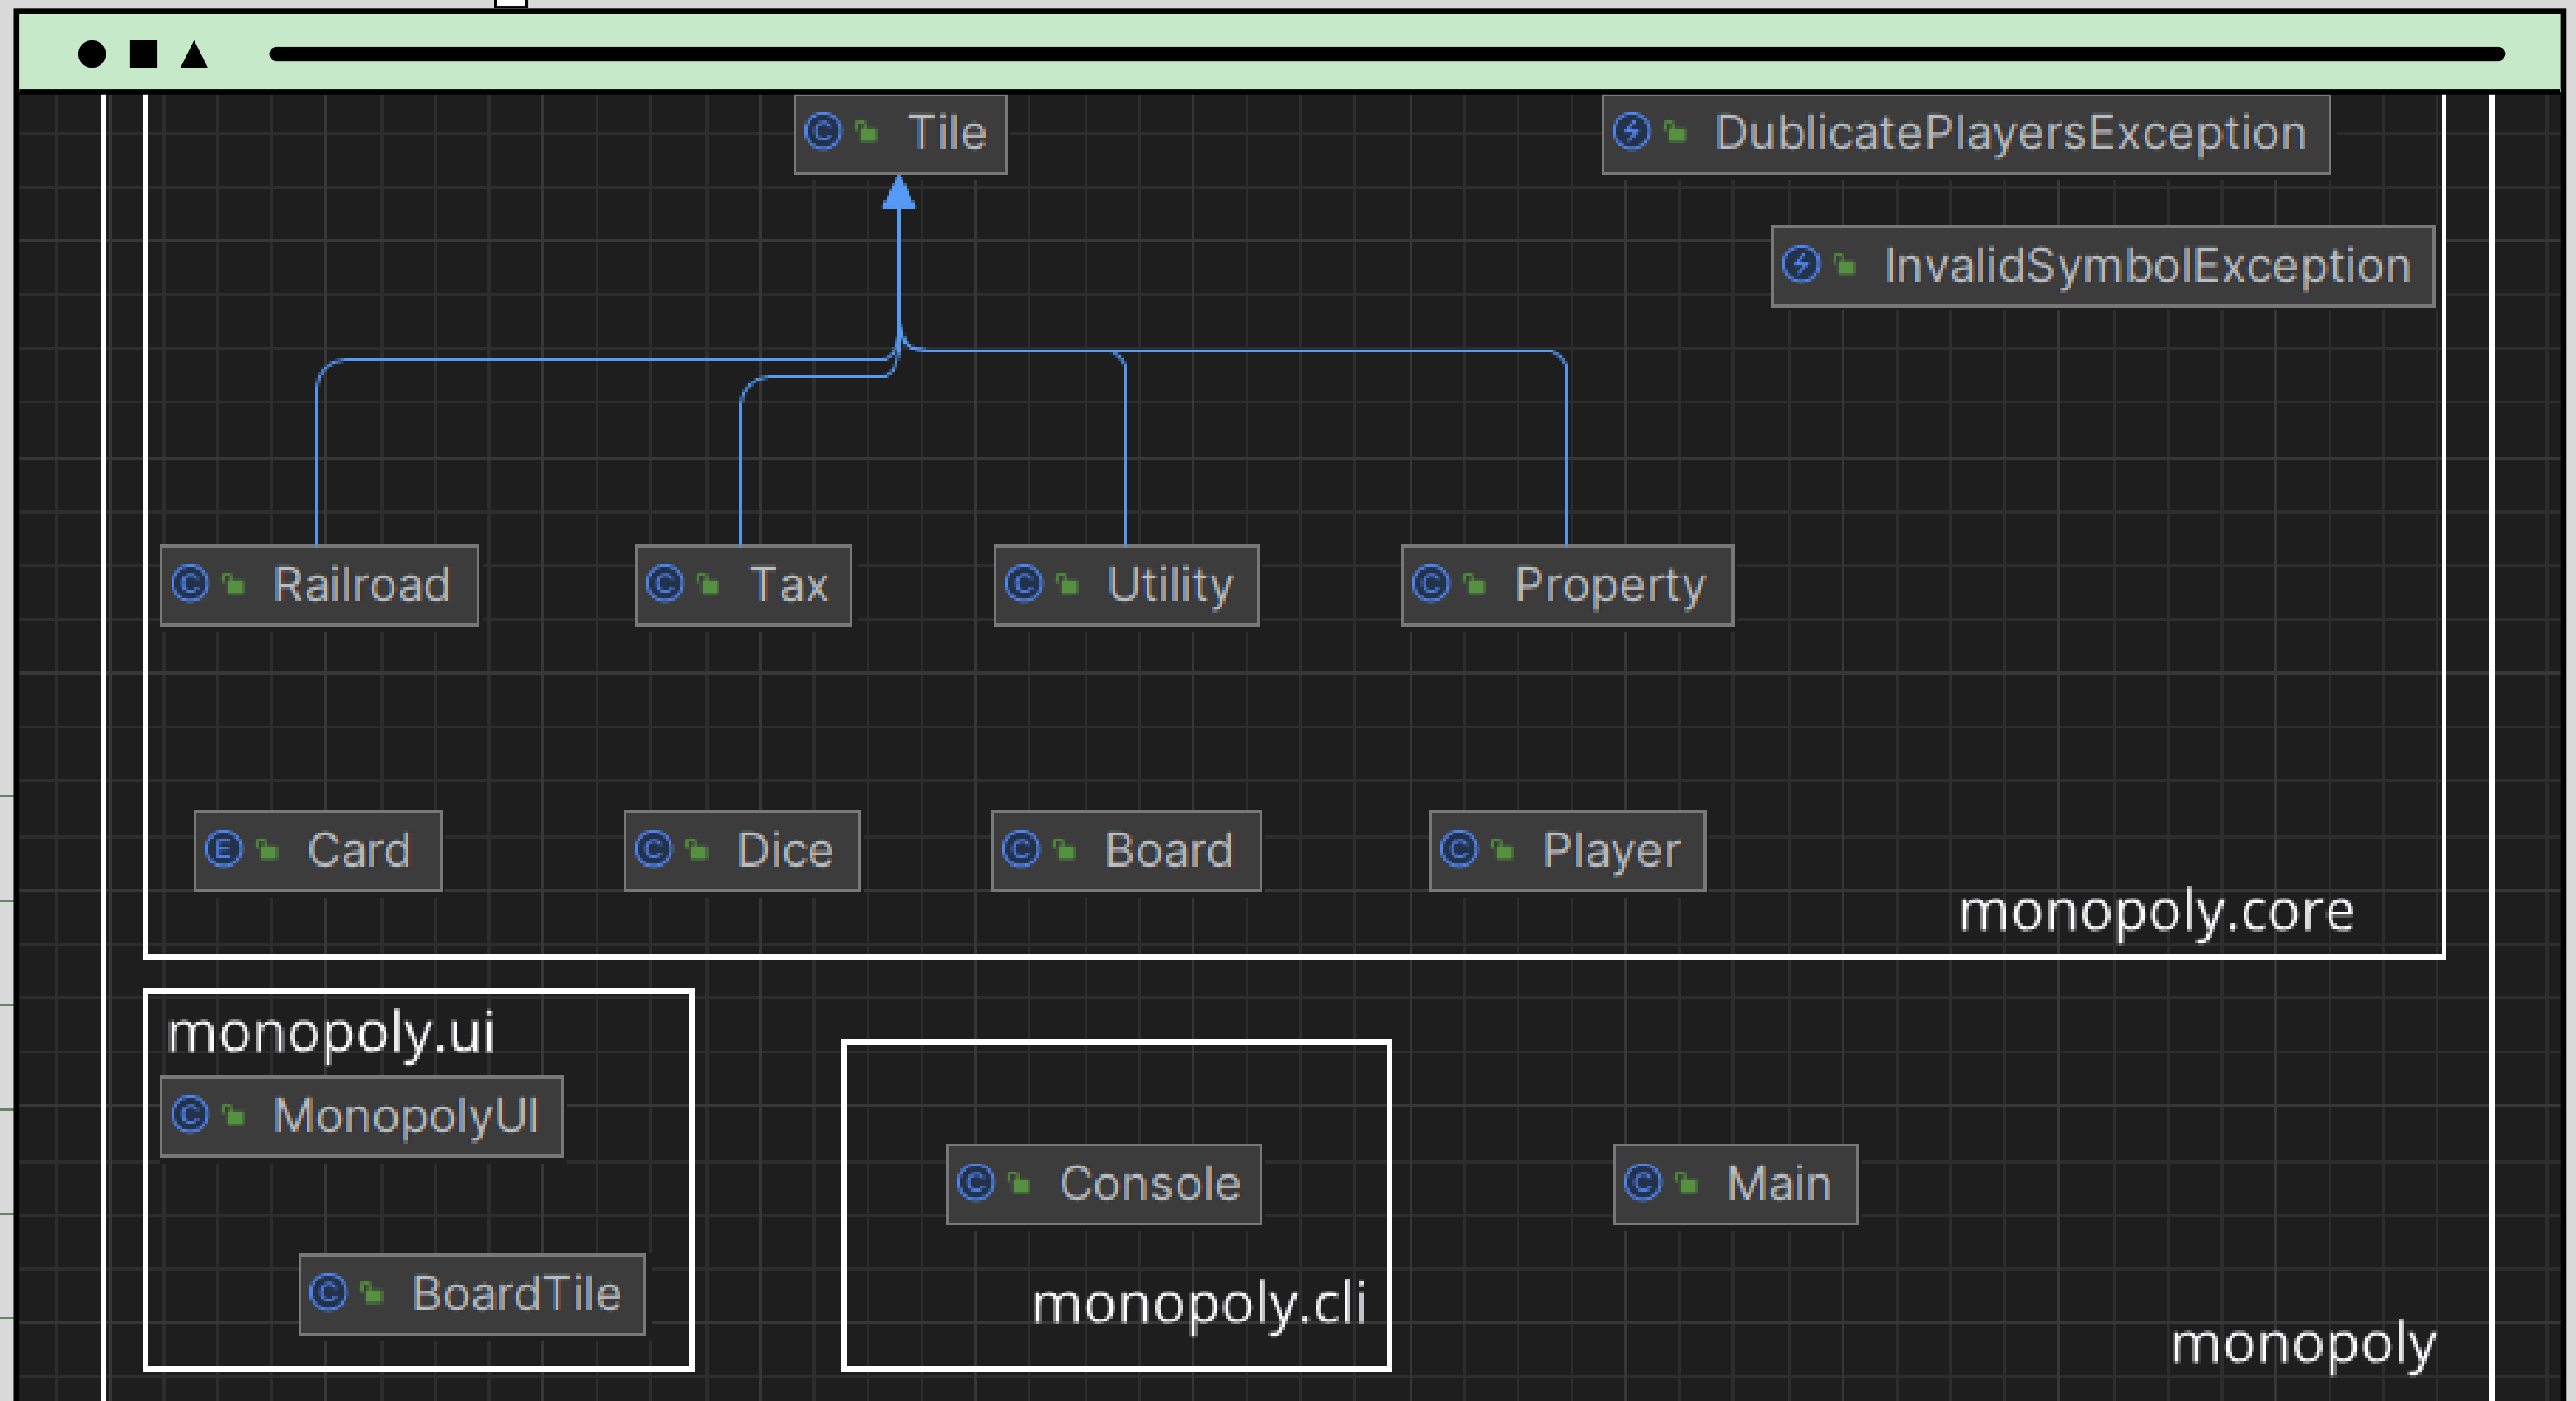 Tile
DublicatePlayersException
InvalidSymbolException
Railroad
Tax
Utility
Property
Card
Dice
Board
Player
monopoly.core
monopoly.ui
MonopolyUI
BoardTile
Console
monopoly.cli
Main
monopoly